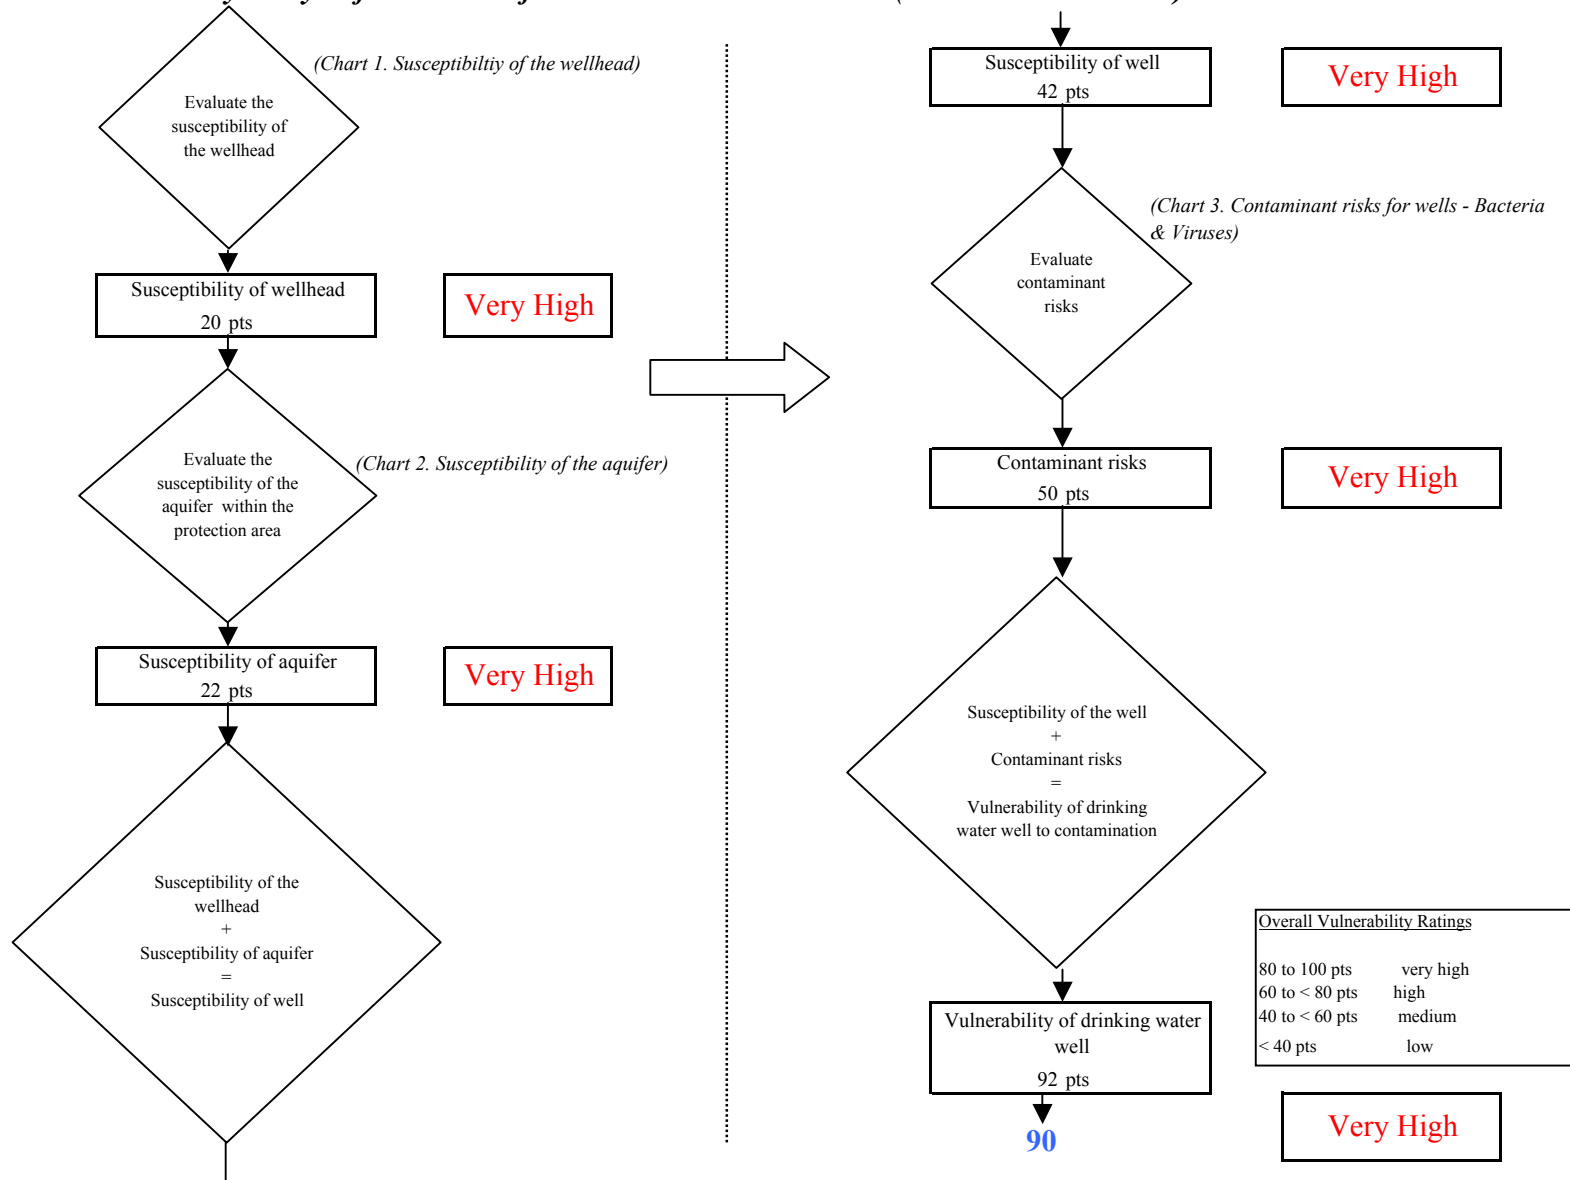 (Chart 1. Susceptibiltiy of the wellhead)
Evaluate the
susceptibility of
the wellhead
Susceptibility of wellhead
20 pts
Very High
Evaluate the
susceptibility of the
aquifer within the
protection area
(Chart 2. Susceptibility of the aquifer)
Susceptibility of aquifer
22 pts
Very High
Susceptibility of the
wellhead
+
Susceptibility of aquifer
=
Susceptibility of well
Susceptibility of well
42 pts
Very High
(Chart 3. Contaminant risks for wells - Bacteria
& Viruses)
Evaluate
contaminant
risks
Contaminant risks
50 pts
Very High
Susceptibility of the well
+
Contaminant risks
=
Vulnerability of drinking
water well to contamination
Overall Vulnerability Ratings
80 to 100 pts very high
60 to < 80 pts high
40 to < 60 pts medium
< 40 pts low
Vulnerability of drinking water
well
92 pts
90
Very High